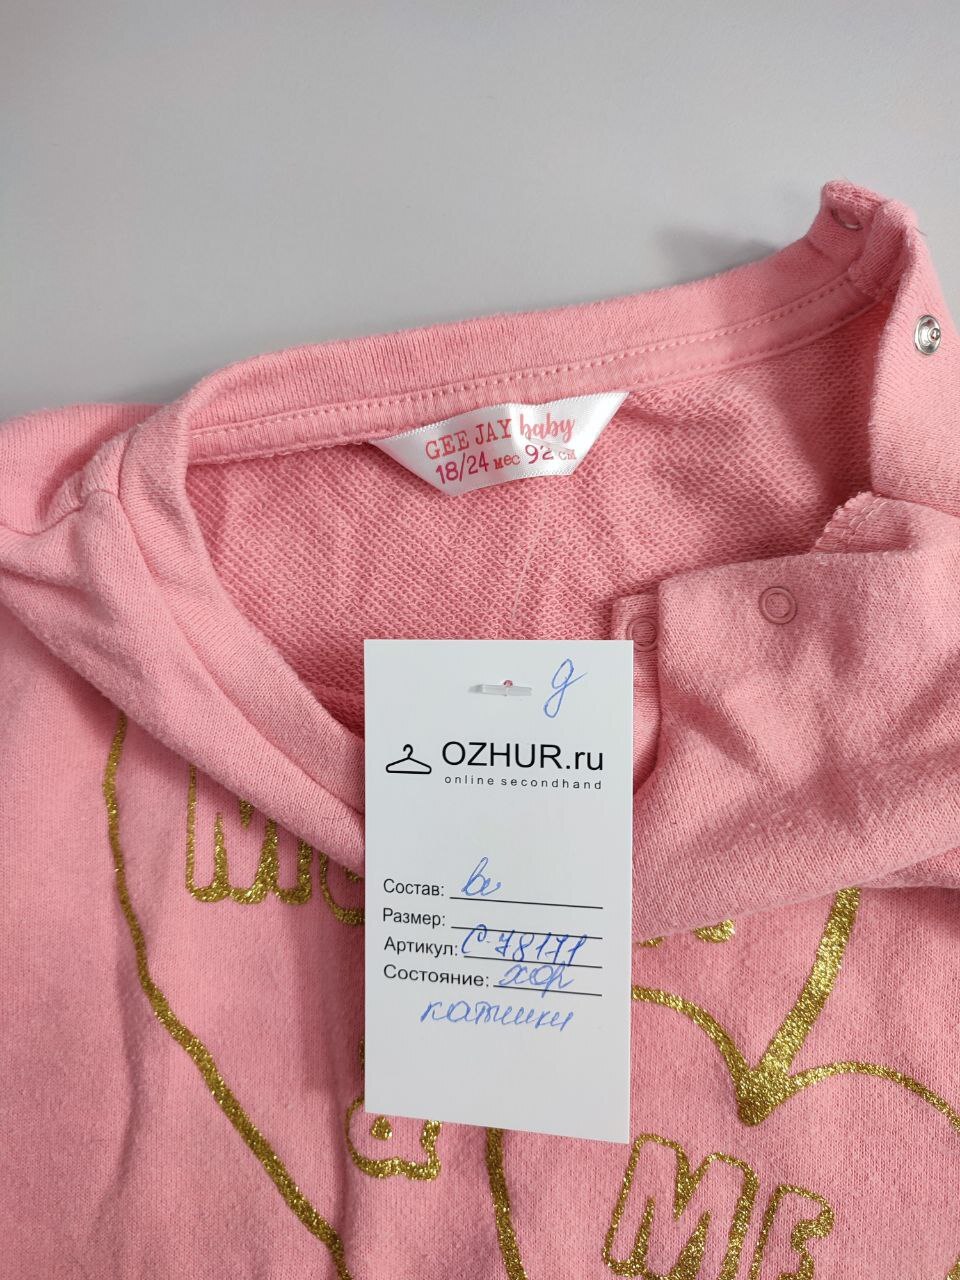 GEE JAY baby
18/24 мес 92 см
д
OZHUR.ru
online secondhand
Состав:
Размер:
Артикул: С-78171
Состояние: хор
катышки
ME